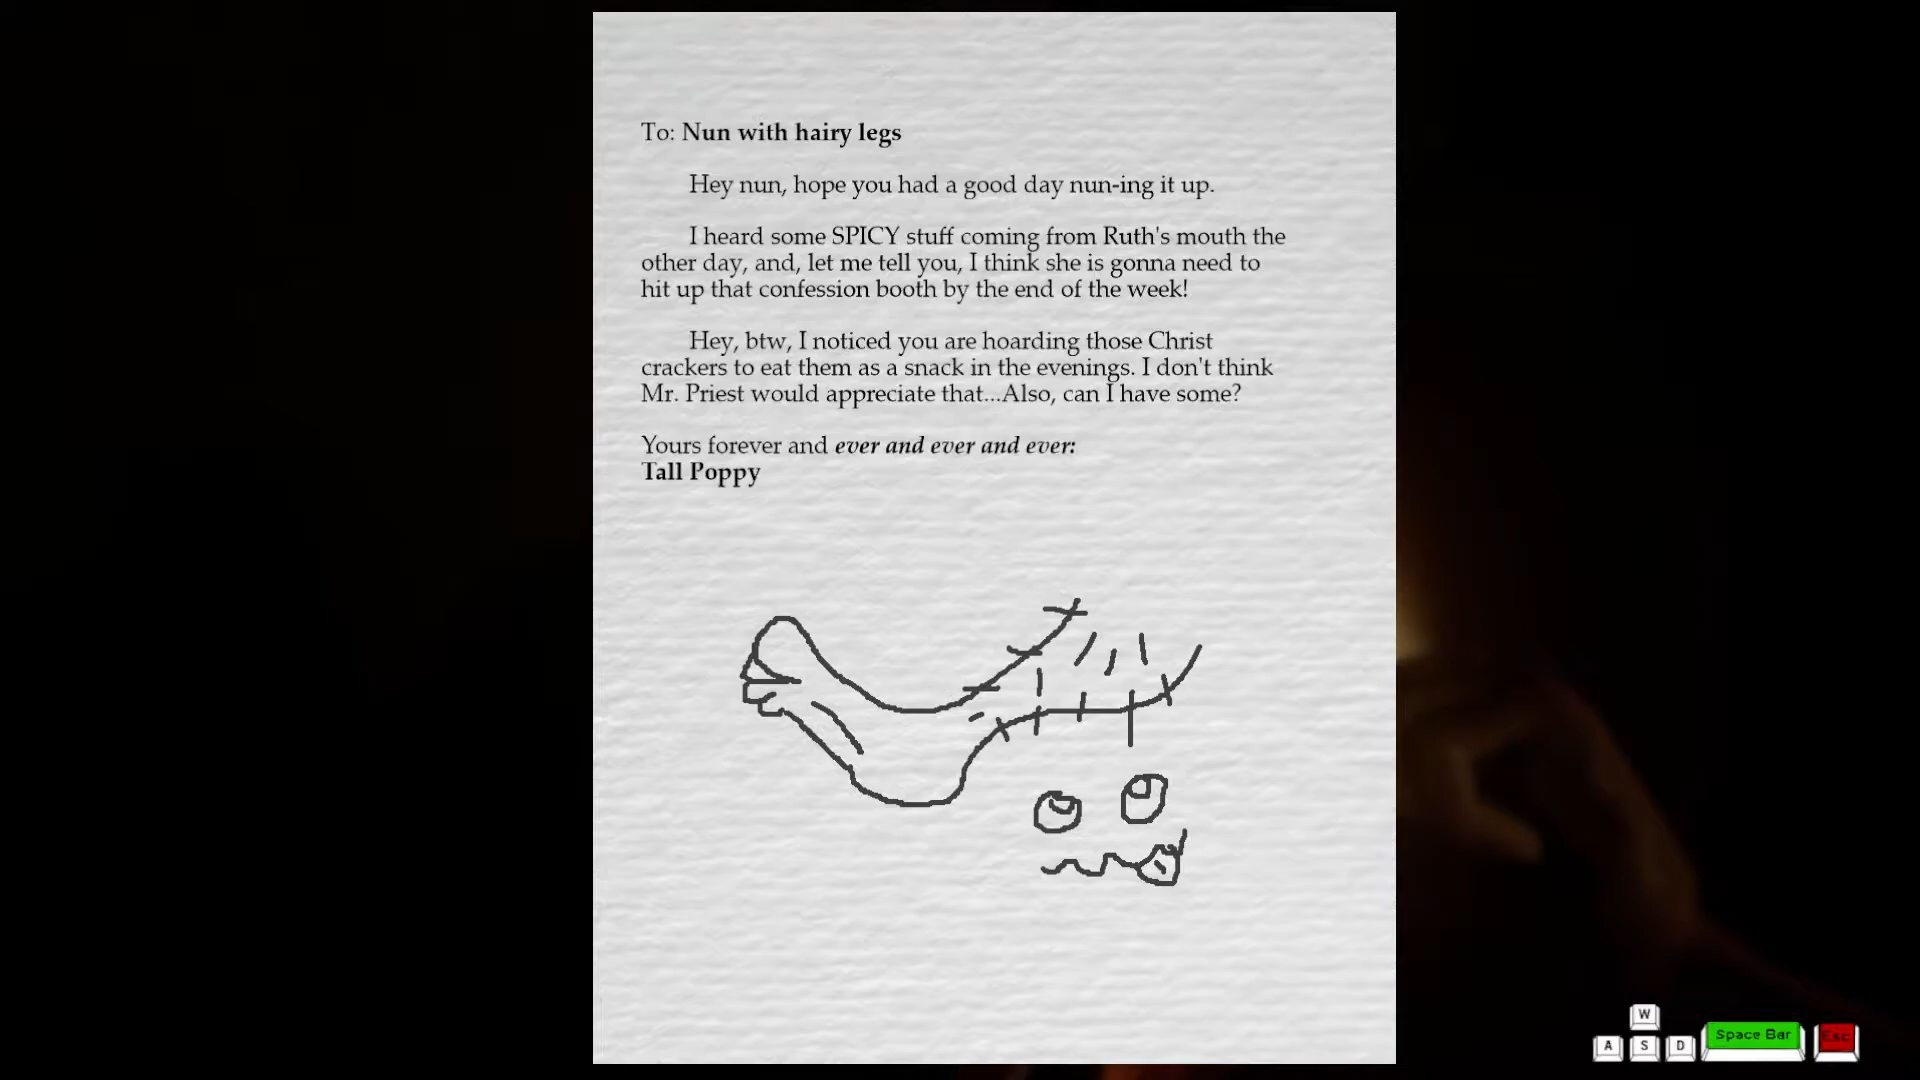 To: Nun with hairy legs
Hey nun, hope you had a good day nun-ing it up.
I heard some SPICY stuff coming from Ruth's mouth the
other day, and, let me tell you, I think she is gonna need to
hit up that confession booth by the end of the week!
Hey, btw, I noticed you are hoarding those Christ
crackers to eat them as a snack in the evenings. I don't think
Mr. Priest would appreciate that...Also, can I have some?
Yours forever and ever and ever and ever:
Tall Poppy
W
A S D Space Bar Esc